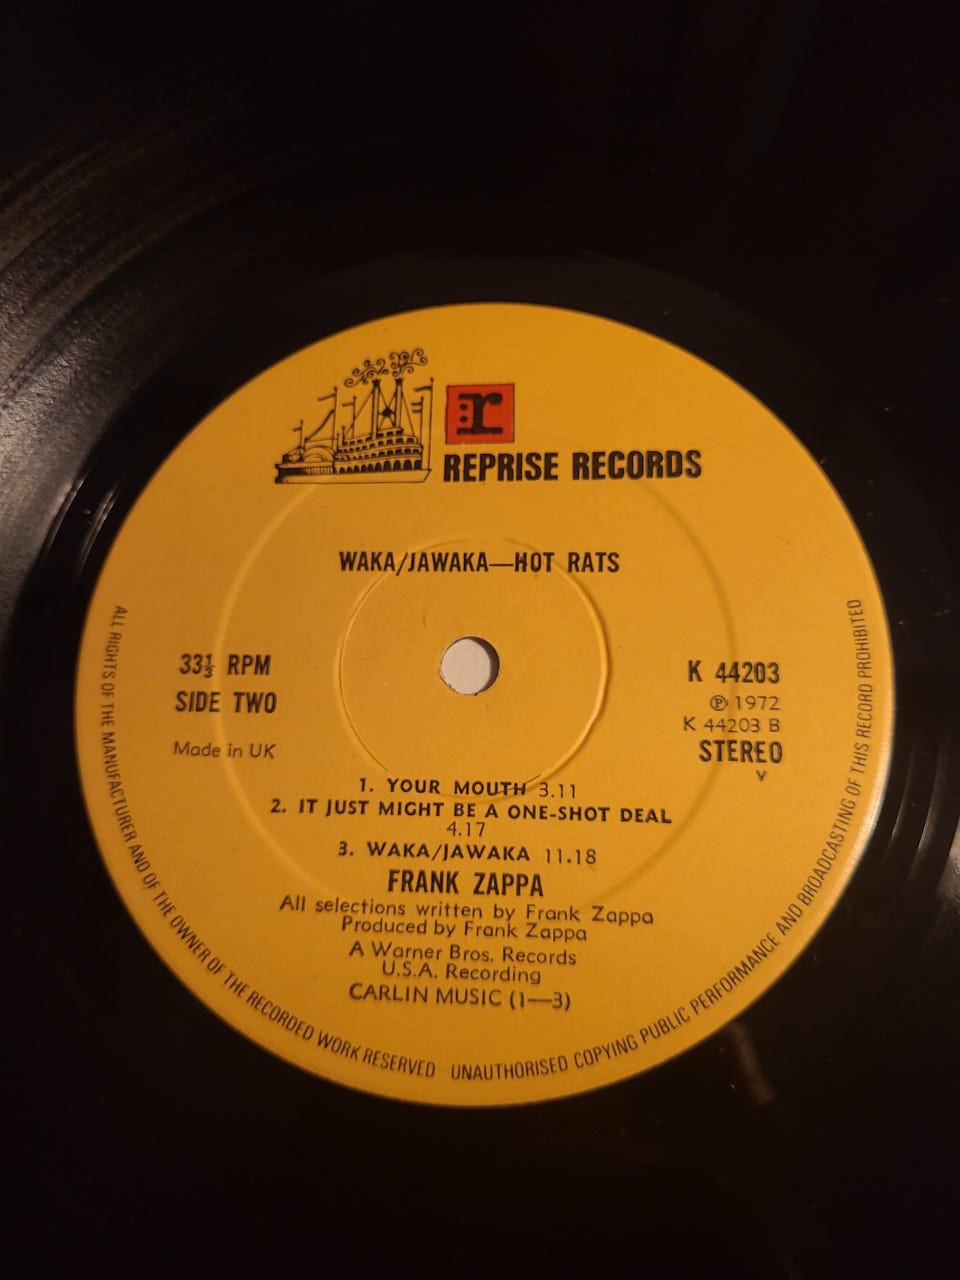 r
REPRISE RECORDS
WAKA/JAWAKA—HOT RATS
33⅓ RPM
SIDE TWO
Made in UK
K 44203
Ⓟ 1972
K 44203 B
STEREO
V
1. YOUR MOUTH 3.11
2. IT JUST MIGHT BE A ONE-SHOT DEAL
4.17
3. WAKA/JAWAKA 11.18
FRANK ZAPPA
All selections written by Frank Zappa
Produced by Frank Zappa
A Warner Bros. Records
U.S.A. Recording
CARLIN MUSIC (1—3)
ALL RIGHTS OF THE MANUFACTURER AND OF THE OWNER OF THE RECORDED WORK RESERVED UNAUTHORISED COPYING PUBLIC PERFORMANCE AND BROADCASTING OF THIS RECORD PROHIBITED